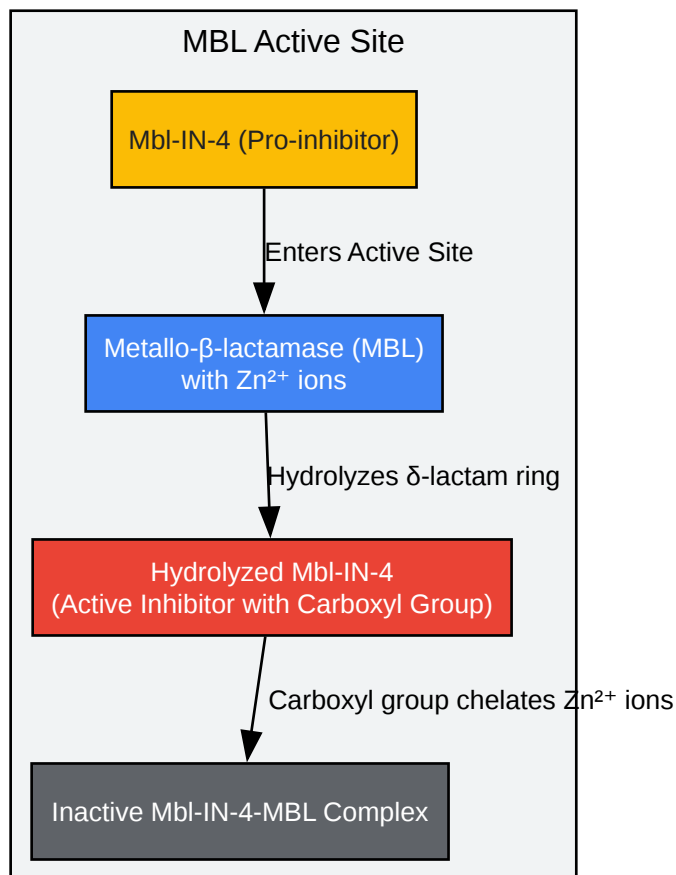 MBL Active Site
Mbl-IN-4 (Pro-inhibitor)
Enters Active Site
Metallo-β-lactamase (MBL)
with Zn²⁺ ions
Hydrolyzes δ-lactam ring
Hydrolyzed Mbl-IN-4
(Active Inhibitor with Carboxyl Group)
Carboxyl group chelates Zn²⁺ ions
Inactive Mbl-IN-4-MBL Complex